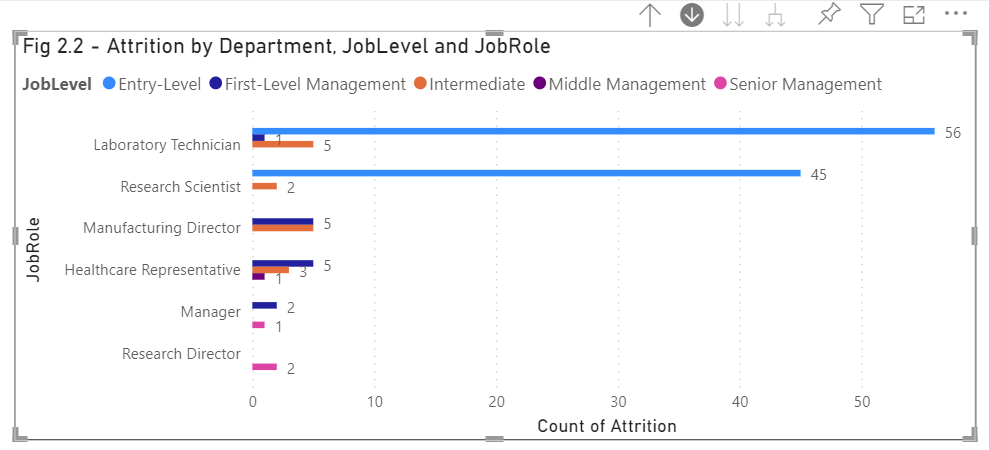 Fig 2.2 - Attrition by Department, JobLevel and JobRole
JobLevel Entry-Level First-Level Management Intermediate Middle Management Senior Management
JobRole
Laboratory Technician 56 1 5
Research Scientist 45 2
Manufacturing Director 5
Healthcare Representative 5 3 1
Manager 2 1
Research Director 2
0 10 20 30 40 50
Count of Attrition